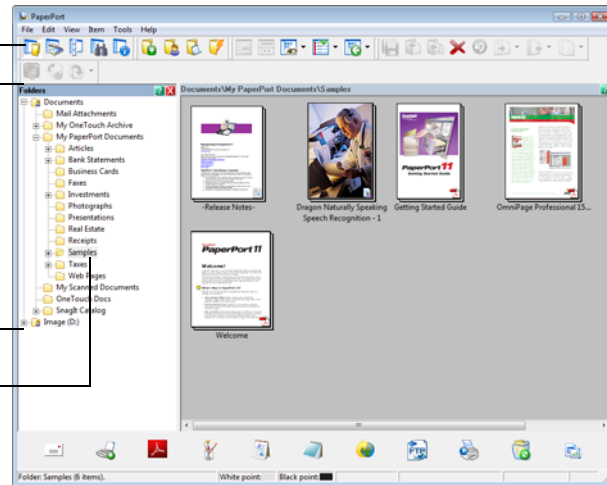 PaperPort
File Edit View Item Tools Help
Folders
Documents\My PaperPort Documents\Samples
Documents
Mail Attachments
My OneTouch Archive
My PaperPort Documents
Articles
Bank Statements
Business Cards
Faxes
Investments
Photographs
Presentations
Real Estate
Receipts
Samples
Taxes
Web Pages
My Scanned Documents
OneTouch Docs
SnagIt Catalog
Image (D:)
-Release Notes-
Dragon Naturally Speaking
Speech Recognition - 1
PaperPort 11
Getting Started Guide
Getting Started Guide
OmniPage Professional 15...
PaperPort 11
Welcome!
Welcome
FTP
Folder: Samples (6 items).
White point:
Black point: